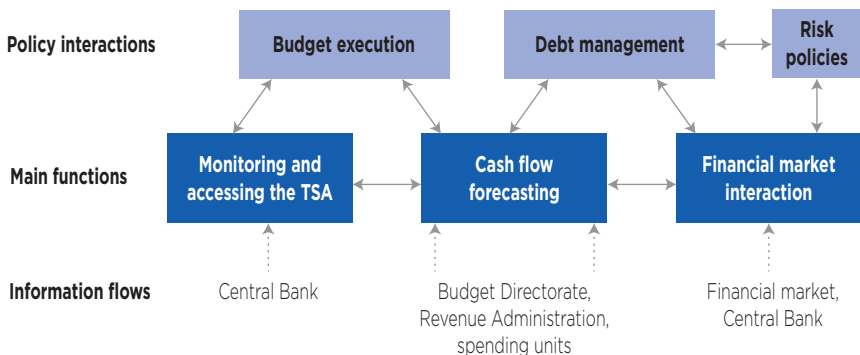 Policy interactions
Budget execution
Debt management
Risk
policies
Main functions
Monitoring and
accessing the TSA
Cash flow
forecasting
Financial market
interaction
Information flows
Central Bank
Budget Directorate,
Revenue Administration,
spending units
Financial market,
Central Bank